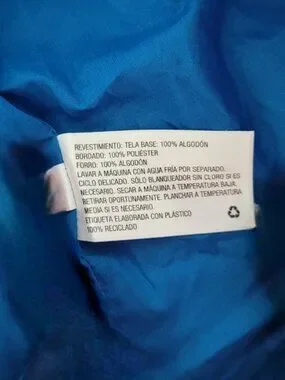 REVESTIMIENTO: TELA BASE: 100% ALGODÓN
BORDADO: 100% POLIÉSTER
FORRO: 100% ALGODÓN
LAVAR A MÁQUINA CON AGUA FRÍA POR SEPARADO,
CICLO DELICADO. SÓLO BLANQUEADOR SIN CLORO SI ES
NECESARIO. SECAR A MÁQUINA A TEMPERATURA BAJA.
RETIRAR OPORTUNAMENTE. PLANCHAR A TEMPERATURA
MEDIA SI ES NECESARIO.
ETIQUETA ELABORADA CON PLÁSTICO
100% RECICLADO